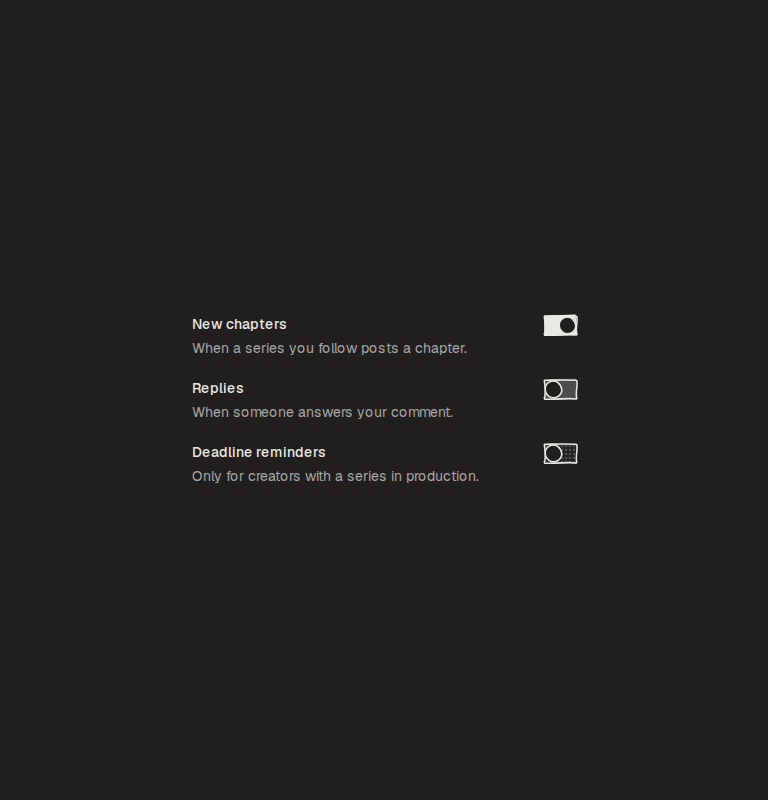 New chapters
When a series you follow posts a chapter.
Replies
When someone answers your comment.
Deadline reminders
Only for creators with a series in production.